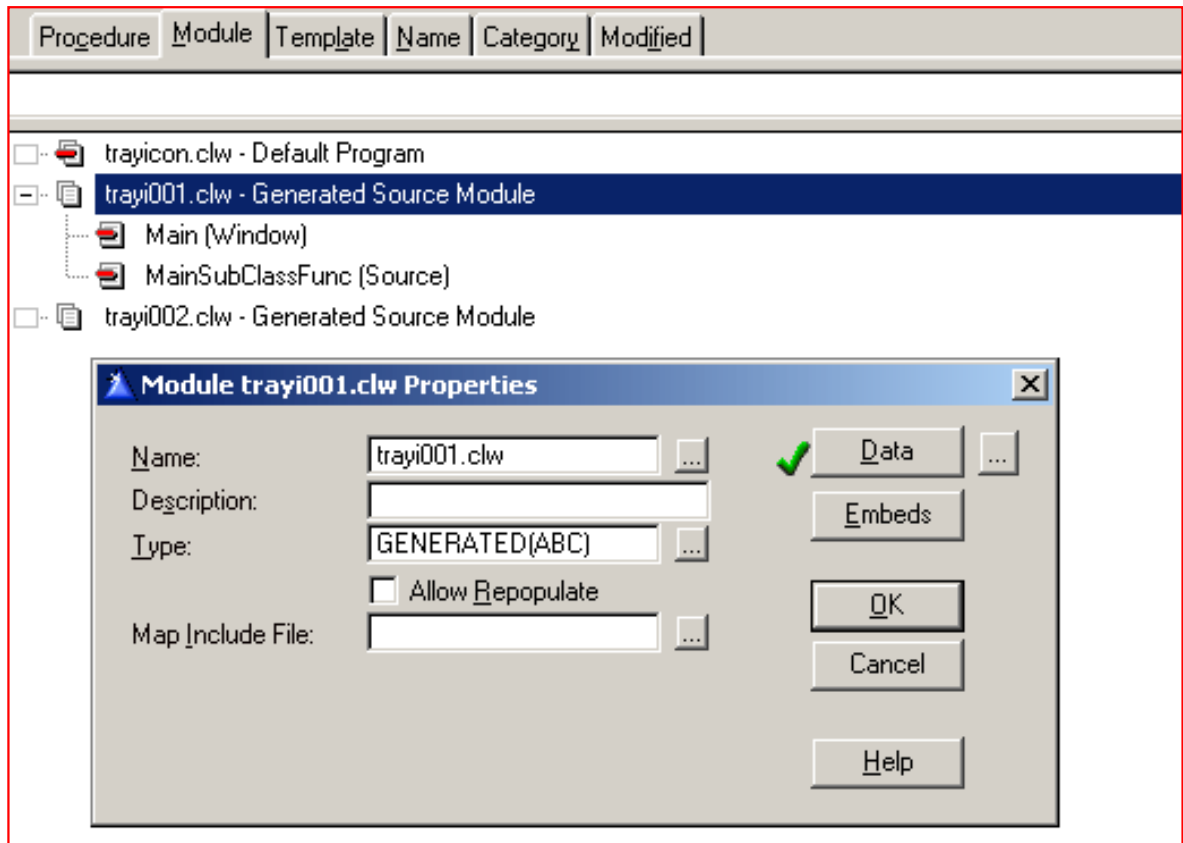 Procedure Module Template Name Category Modified
trayicon.clw - Default Program
trayi001.clw - Generated Source Module
Main (Window)
MainSubClassFunc (Source)
trayi002.clw - Generated Source Module
Module trayi001.clw Properties
Name: trayi001.clw ... Data ...
Description: Embeds
Type: GENERATED(ABC) ...
Allow Repopulate OK
Map Include File: ... Cancel
Help